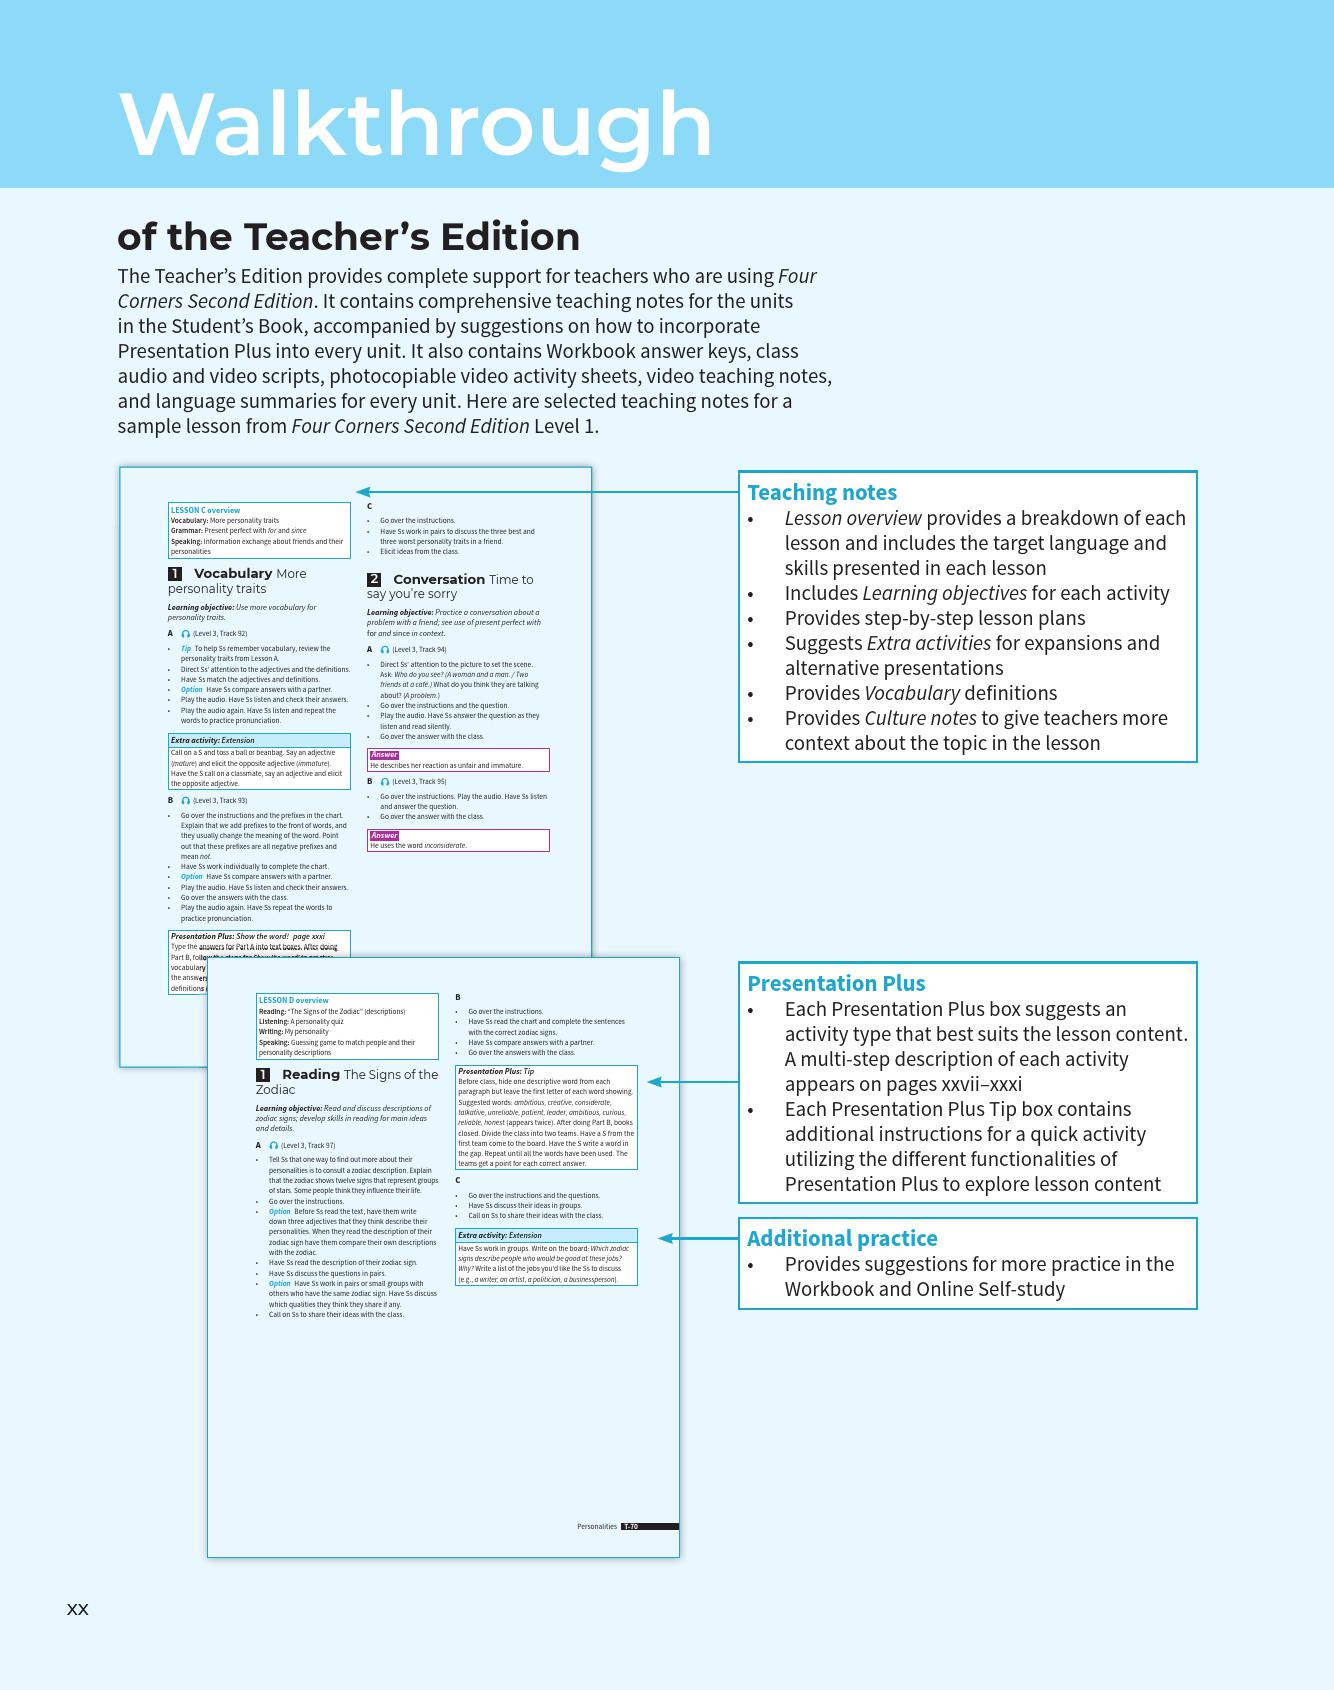 Walkthrough
of the Teacher’s Edition
The Teacher’s Edition provides complete support for teachers who are using Four
Corners Second Edition. It contains comprehensive teaching notes for the units
in the Student’s Book, accompanied by suggestions on how to incorporate
Presentation Plus into every unit. It also contains Workbook answer keys, class
audio and video scripts, photocopiable video activity sheets, video teaching notes,
and language summaries for every unit. Here are selected teaching notes for a
sample lesson from Four Corners Second Edition Level 1.
LESSON C overview
Vocabulary: More personality traits
Grammar: Present perfect with for and since
Speaking: Information exchange about friends and their
personalities
1 Vocabulary More
personality traits
Learning objective: Use more vocabulary for
personality traits.
A (Level 3, Track 92)
• Tip To help Ss remember vocabulary, review the
personality traits from Lesson A.
• Direct Ss’ attention to the adjectives and the definitions.
• Have Ss match the adjectives and definitions.
• Option Have Ss compare answers with a partner.
• Play the audio. Have Ss listen and check their answers.
• Play the audio again. Have Ss listen and repeat the
words to practice pronunciation.
Extra activity: Extension
Call on a S and toss a ball or beanbag. Say an adjective
(mature) and elicit the opposite adjective (immature).
Have the S call on a classmate, say an adjective and elicit
the opposite adjective.
B (Level 3, Track 93)
• Go over the instructions and the prefixes in the chart.
Explain that we add prefixes to the front of words, and
they usually change the meaning of the word. Point
out that these prefixes are all negative prefixes and
mean not.
• Have Ss work individually to complete the chart.
• Option Have Ss compare answers with a partner.
• Play the audio. Have Ss listen and check their answers.
• Go over the answers with the class.
• Play the audio again. Have Ss repeat the words to
practice pronunciation.
Presentation Plus: Show the word! page xxxi
Type the answers for Part A into text boxes. After doing
Part B,
vocabulary
the
definitions
C
• Go over the instructions.
• Have Ss work in pairs to discuss the three best and
three worst personality traits in a friend.
• Elicit ideas from the class.
2 Conversation Time to
say you’re sorry
Learning objective: Practice a conversation about a
problem with a friend; see use of present perfect with
for and since in context.
A (Level 3, Track 94)
• Direct Ss’ attention to the picture to set the scene.
Ask: Who do you see? (A woman and a man. / Two
friends at a café.) What do you think they are talking
about? (A problem.)
• Go over the instructions and the question.
• Play the audio. Have Ss answer the question as they
listen and read silently.
• Go over the answer with the class.
Answer
He describes her reaction as unfair and immature.
B (Level 3, Track 95)
• Go over the instructions. Play the audio. Have Ss listen
and answer the question.
• Go over the answer with the class.
Answer
He uses the word inconsiderate.
LESSON D overview
Reading: “The Signs of the Zodiac” (descriptions)
Listening: A personality quiz
Writing: My personality
Speaking: Guessing game to match people and their
personality descriptions
1 Reading The Signs of the
Zodiac
Learning objective: Read and discuss descriptions of
zodiac signs; develop skills in reading for main ideas
and details.
A (Level 3, Track 97)
• Tell Ss that one way to find out more about their
personalities is to consult a zodiac description. Explain
that the zodiac shows twelve signs that represent groups
of stars. Some people think they influence their life.
• Go over the instructions.
• Option Before Ss read the text, have them write
down three adjectives that they think describe their
personalities. When they read the description of their
zodiac sign have them compare their own descriptions
with the zodiac.
• Have Ss read the description of their zodiac sign.
• Have Ss discuss the questions in pairs.
• Option Have Ss work in pairs or small groups with
others who have the same zodiac sign. Have Ss discuss
which qualities they think they share if any.
• Call on Ss to share their ideas with the class.
B
• Go over the instructions.
• Have Ss read the chart and complete the sentences
with the correct zodiac signs.
• Have Ss compare answers with a partner.
• Go over the answers with the class.
Presentation Plus: Tip
Before class, hide one descriptive word from each
paragraph but leave the first letter of each word showing.
Suggested words: ambitious, creative, considerate,
talkative, unreliable, patient, leader, ambitious, curious,
reliable, honest (appears twice). After doing Part B, books
closed. Divide the class into two teams. Have a S from the
first team come to the board. Have the S write a word in
the gap. Repeat until all the words have been used. The
teams get a point for each correct answer.
C
• Go over the instructions and the questions.
• Have Ss discuss their ideas in groups.
• Call on Ss to share their ideas with the class.
Extra activity: Extension
Have Ss work in groups. Write on the board: Which zodiac
signs describe people who would be good at these jobs?
Why? Write a list of the jobs you’d like the Ss to discuss
(e.g., a writer, an artist, a politician, a businessperson).
Personalities T-70
Teaching notes
• Lesson overview provides a breakdown of each
lesson and includes the target language and
skills presented in each lesson
• Includes Learning objectives for each activity
• Provides step-by-step lesson plans
• Suggests Extra activities for expansions and
alternative presentations
• Provides Vocabulary definitions
• Provides Culture notes to give teachers more
context about the topic in the lesson
Presentation Plus
• Each Presentation Plus box suggests an
activity type that best suits the lesson content.
A multi-step description of each activity
appears on pages xxvii–xxxi
• Each Presentation Plus Tip box contains
additional instructions for a quick activity
utilizing the different functionalities of
Presentation Plus to explore lesson content
Additional practice
• Provides suggestions for more practice in the
Workbook and Online Self-study
xx